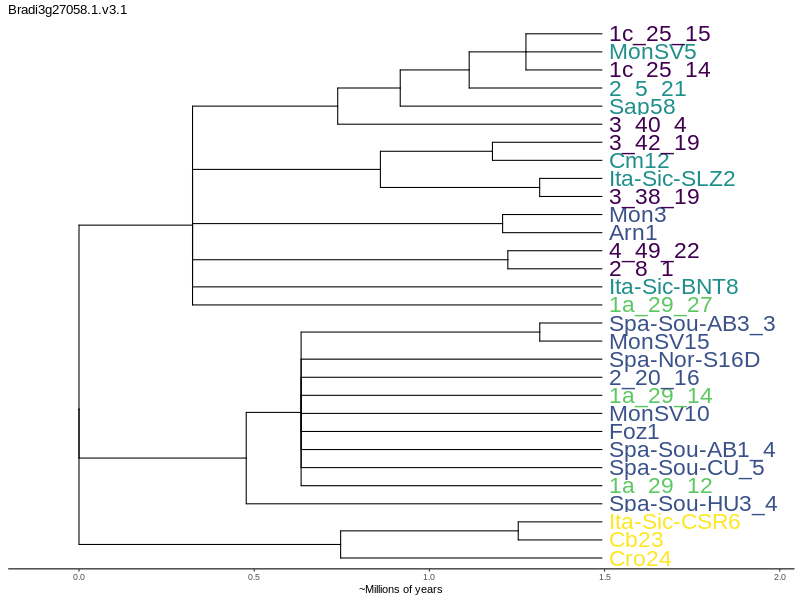 Bradi3g27058.1.v3.1
1c_25_15
MonSV5
1c_25_14
2_5_21
Sap58
3_40_4
3_42_19
Cm12
Ita-Sic-SLZ2
3_38_19
Mon3
Arn1
4_49_22
2_8_1
Ita-Sic-BNT8
1a_29_27
Spa-Sou-AB3_3
MonSV15
Spa-Nor-S16D
2_20_16
1a_29_14
MonSV10
Foz1
Spa-Sou-AB1_4
Spa-Sou-CU_5
1a_29_12
Spa-Sou-HU3_4
Ita-Sic-CSR6
Cb23
Cro24
0.0 0.5 1.0 1.5 2.0
~Millions of years